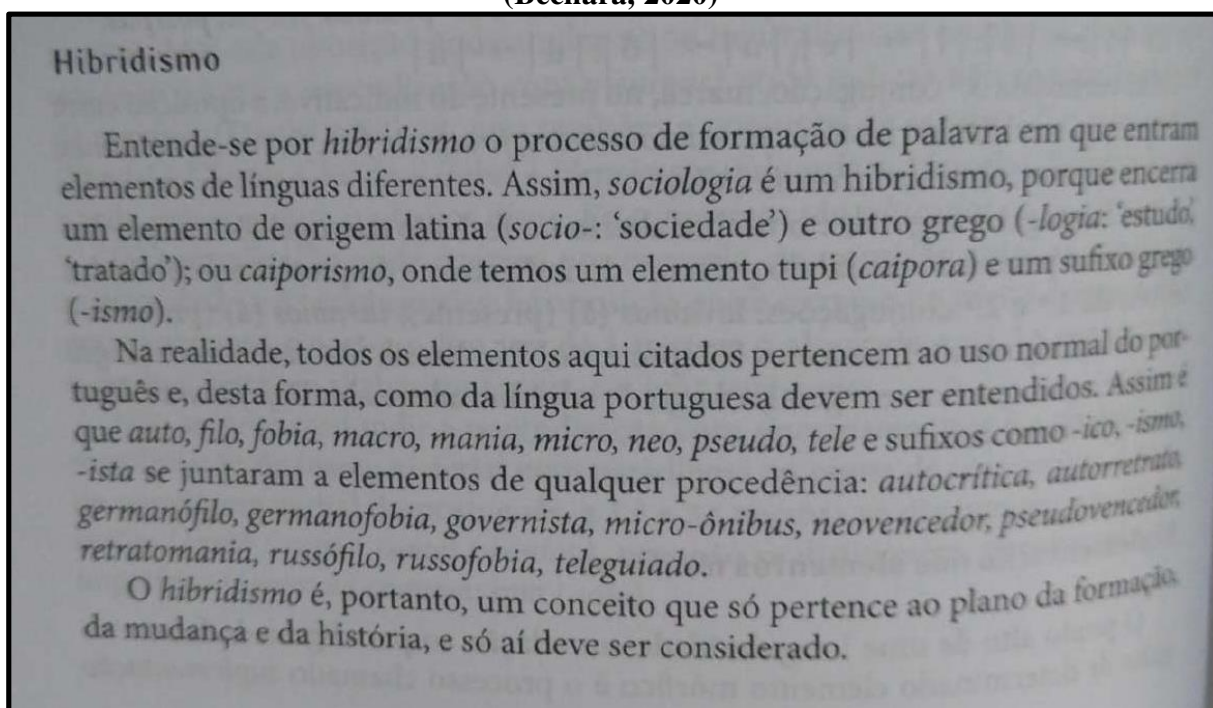 (Bechara, 2020)
Hibridismo
Entende-se por hibridismo o processo de formação de palavra em que entram
elementos de línguas diferentes. Assim, sociologia é um hibridismo, porque encerra
um elemento de origem latina (socio-: ‘sociedade’) e outro grego (-logia: ‘estudo’,
‘tratado’); ou caiporismo, onde temos um elemento tupi (caipora) e um sufixo grego
(-ismo).
Na realidade, todos os elementos aqui citados pertencem ao uso normal do por-
tuguês e, desta forma, como da língua portuguesa devem ser entendidos. Assim é
que auto, filo, fobia, macro, mania, micro, neo, pseudo, tele e sufixos como -ico, -ismo,
-ista se juntaram a elementos de qualquer procedência: autocrítica, autorretrato,
germanófilo, germanofobia, governista, micro-ônibus, neovencedor, pseudovencedor,
retratomania, russófilo, russofobia, teleguiado.
O hibridismo é, portanto, um conceito que só pertence ao plano da formação,
da mudança e da história, e só aí deve ser considerado.